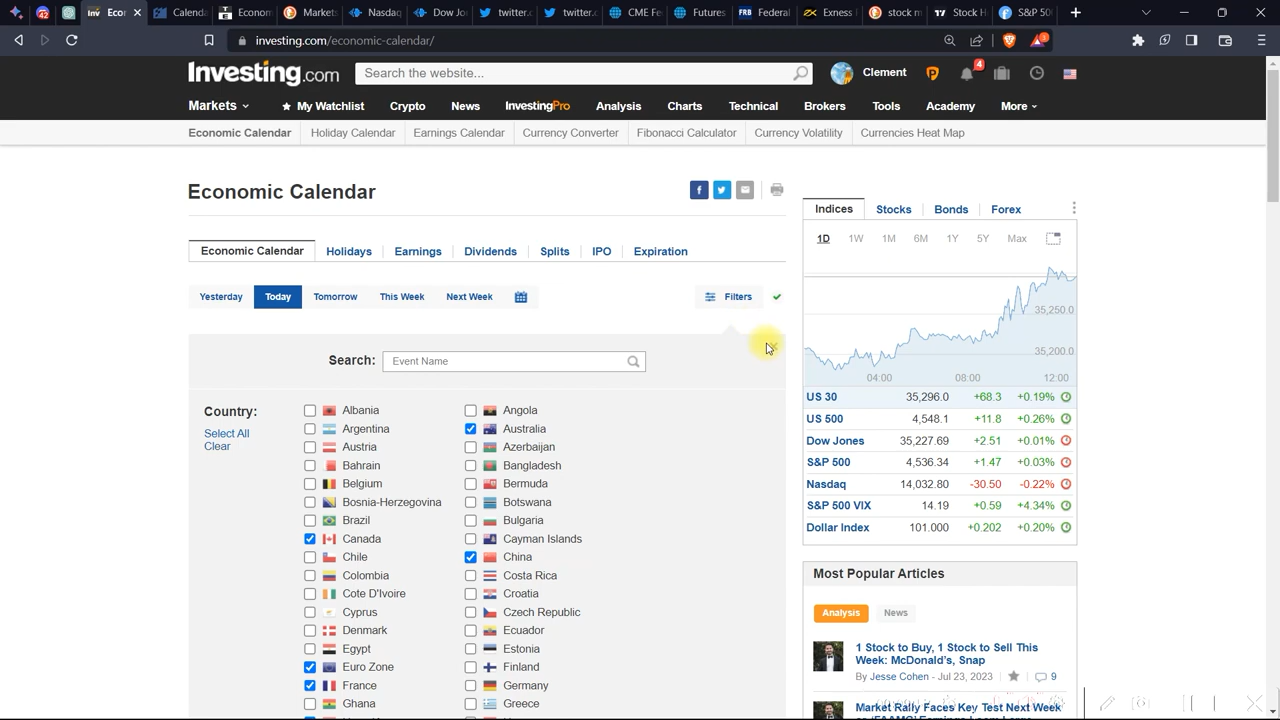 42
Econ
Calenda
Econom
Markets
Nasdaq
Dow Jon
twitter.c
twitter.c
CME Fe
Futures
FRB
Federal
Exness
stock m
Stock H
S&P 50
investing.com/economic-calendar/
Investing.com
Search the website...
Clement
4
Markets
My Watchlist
Crypto
News
InvestingPro
Analysis
Charts
Technical
Brokers
Tools
Academy
More
Economic Calendar
Holiday Calendar
Earnings Calendar
Currency Converter
Fibonacci Calculator
Currency Volatility
Currencies Heat Map
Economic Calendar
Economic Calendar
Holidays
Earnings
Dividends
Splits
IPO
Expiration
Yesterday
Today
Tomorrow
This Week
Next Week
Filters
Search:
Event Name
Country:
Select All
Clear
Albania
Angola
Argentina
Australia
Austria
Azerbaijan
Bahrain
Bangladesh
Belgium
Bermuda
Bosnia-Herzegovina
Botswana
Brazil
Bulgaria
Canada
Cayman Islands
Chile
China
Colombia
Costa Rica
Cote D'Ivoire
Croatia
Cyprus
Czech Republic
Denmark
Ecuador
Egypt
Estonia
Euro Zone
Finland
France
Germany
Ghana
Greece
Indices
Stocks
Bonds
Forex
1D
1W
1M
6M
1Y
5Y
Max
35,250.0
35,200.0
04:00
08:00
12:00
US 30 35,296.0 +68.3 +0.19%
US 500 4,548.1 +11.8 +0.26%
Dow Jones 35,227.69 +2.51 +0.01%
S&P 500 4,536.34 +1.47 +0.03%
Nasdaq 14,032.80 -30.50 -0.22%
S&P 500 VIX 14.19 +0.59 +4.34%
Dollar Index 101.000 +0.202 +0.20%
Most Popular Articles
Analysis
News
1 Stock to Buy, 1 Stock to Sell This
Week: McDonald's, Snap
By Jesse Cohen - Jul 23, 2023
9
Market Rally Faces Key Test Next Week